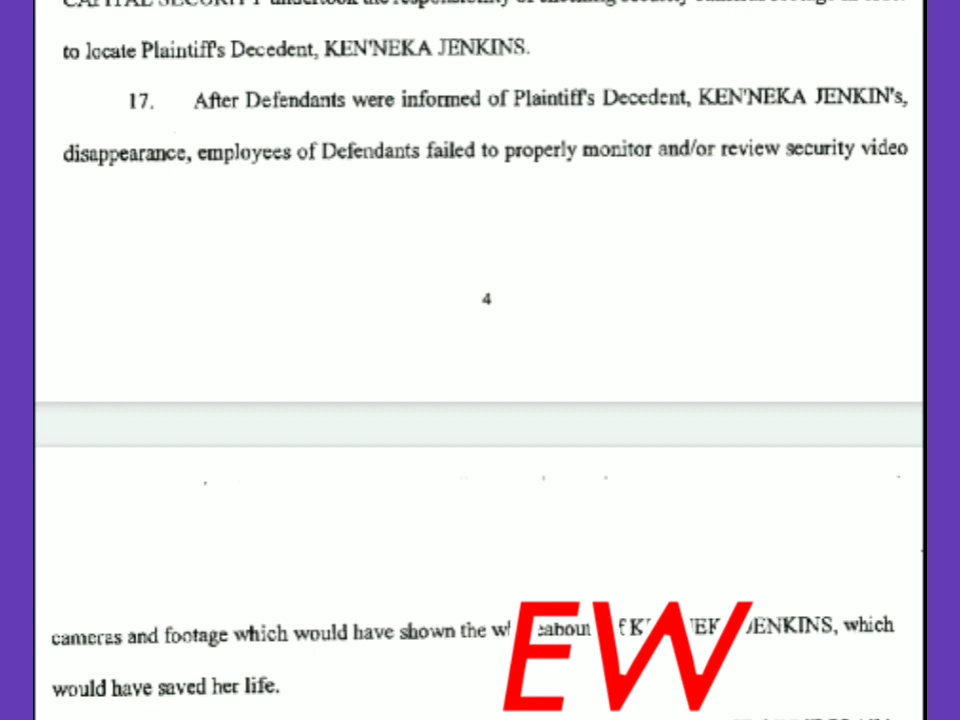 to locate Plaintiff's Decedent, KEN'NEKA JENKINS.
17. After Defendants were informed of Plaintiff's Decedent, KEN'NEKA JENKIN's,
disappearance, employees of Defendants failed to properly monitor and/or review security video
4
cameras and footage which would have shown the JENKINS, which
EW
would have saved her life.